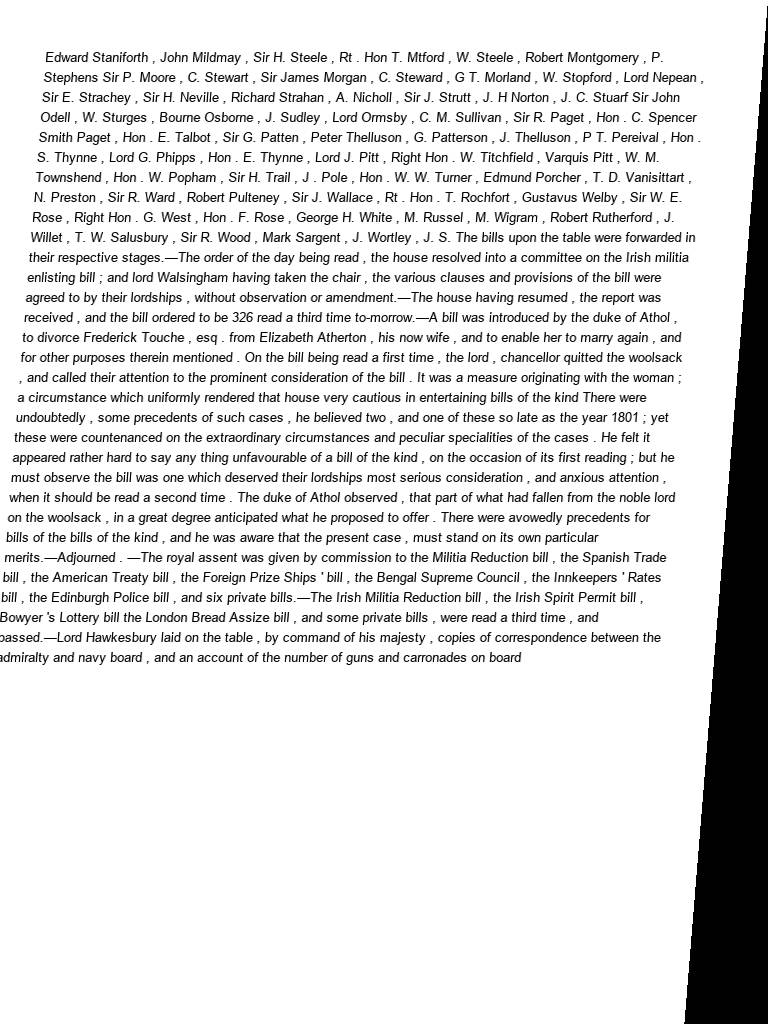 Edward Staniforth , John Mildmay , Sir H. Steele , Rt . Hon T. Mtford , W. Steele , Robert Montgomery , P.
Stephens Sir P. Moore , C. Stewart , Sir James Morgan , C. Steward , G T. Morland , W. Stopford , Lord Nepean ,
Sir E. Strachey , Sir H. Neville , Richard Strahan , A. Nicholl , Sir J. Strutt , J. H Norton , J. C. Stuarf Sir John
Odell , W. Sturges , Bourne Osborne , J. Sudley , Lord Ormsby , C. M. Sullivan , Sir R. Paget , Hon . C. Spencer
Smith Paget , Hon . E. Talbot , Sir G. Patten , Peter Thelluson , G. Patterson , J. Thelluson , P T. Pereival , Hon .
S. Thynne , Lord G. Phipps , Hon . E. Thynne , Lord J. Pitt , Right Hon . W. Titchfield , Varquis Pitt , W. M.
Townshend , Hon . W. Popham , Sir H. Trail , J . Pole , Hon . W. W. Turner , Edmund Porcher , T. D. Vanisittart ,
N. Preston , Sir R. Ward , Robert Pulteney , Sir J. Wallace , Rt . Hon . T. Rochfort , Gustavus Welby , Sir W. E.
Rose , Right Hon . G. West , Hon . F. Rose , George H. White , M. Russel , M. Wigram , Robert Rutherford , J.
Willet , T. W. Salusbury , Sir R. Wood , Mark Sargent , J. Wortley , J. S. The bills upon the table were forwarded in
their respective stages.—The order of the day being read , the house resolved into a committee on the Irish militia
enlisting bill ; and lord Walsingham having taken the chair , the various clauses and provisions of the bill were
agreed to by their lordships , without observation or amendment.—The house having resumed , the report was
received , and the bill ordered to be 326 read a third time to-morrow.—A bill was introduced by the duke of Athol ,
to divorce Frederick Touche , esq . from Elizabeth Atherton , his now wife , and to enable her to marry again , and
for other purposes therein mentioned . On the bill being read a first time , the lord , chancellor quitted the woolsack
, and called their attention to the prominent consideration of the bill . It was a measure originating with the woman ;
a circumstance which uniformly rendered that house very cautious in entertaining bills of the kind There were
undoubtedly , some precedents of such cases , he believed two , and one of these so late as the year 1801 ; yet
these were countenanced on the extraordinary circumstances and peculiar specialities of the cases . He felt it
appeared rather hard to say any thing unfavourable of a bill of the kind , on the occasion of its first reading ; but he
must observe the bill was one which deserved their lordships most serious consideration , and anxious attention ,
when it should be read a second time . The duke of Athol observed , that part of what had fallen from the noble lord
on the woolsack , in a great degree anticipated what he proposed to offer . There were avowedly precedents for
bills of the bills of the kind , and he was aware that the present case , must stand on its own particular
merits.—Adjourned . —The royal assent was given by commission to the Militia Reduction bill , the Spanish Trade
bill , the American Treaty bill , the Foreign Prize Ships ' bill , the Bengal Supreme Council , the Innkeepers ' Rates
bill , the Edinburgh Police bill , and six private bills.—The Irish Militia Reduction bill , the Irish Spirit Permit bill ,
Bowyer 's Lottery bill the London Bread Assize bill , and some private bills , were read a third time , and
passed.—Lord Hawkesbury laid on the table , by command of his majesty , copies of correspondence between the
admiralty and navy board , and an account of the number of guns and carronades on board